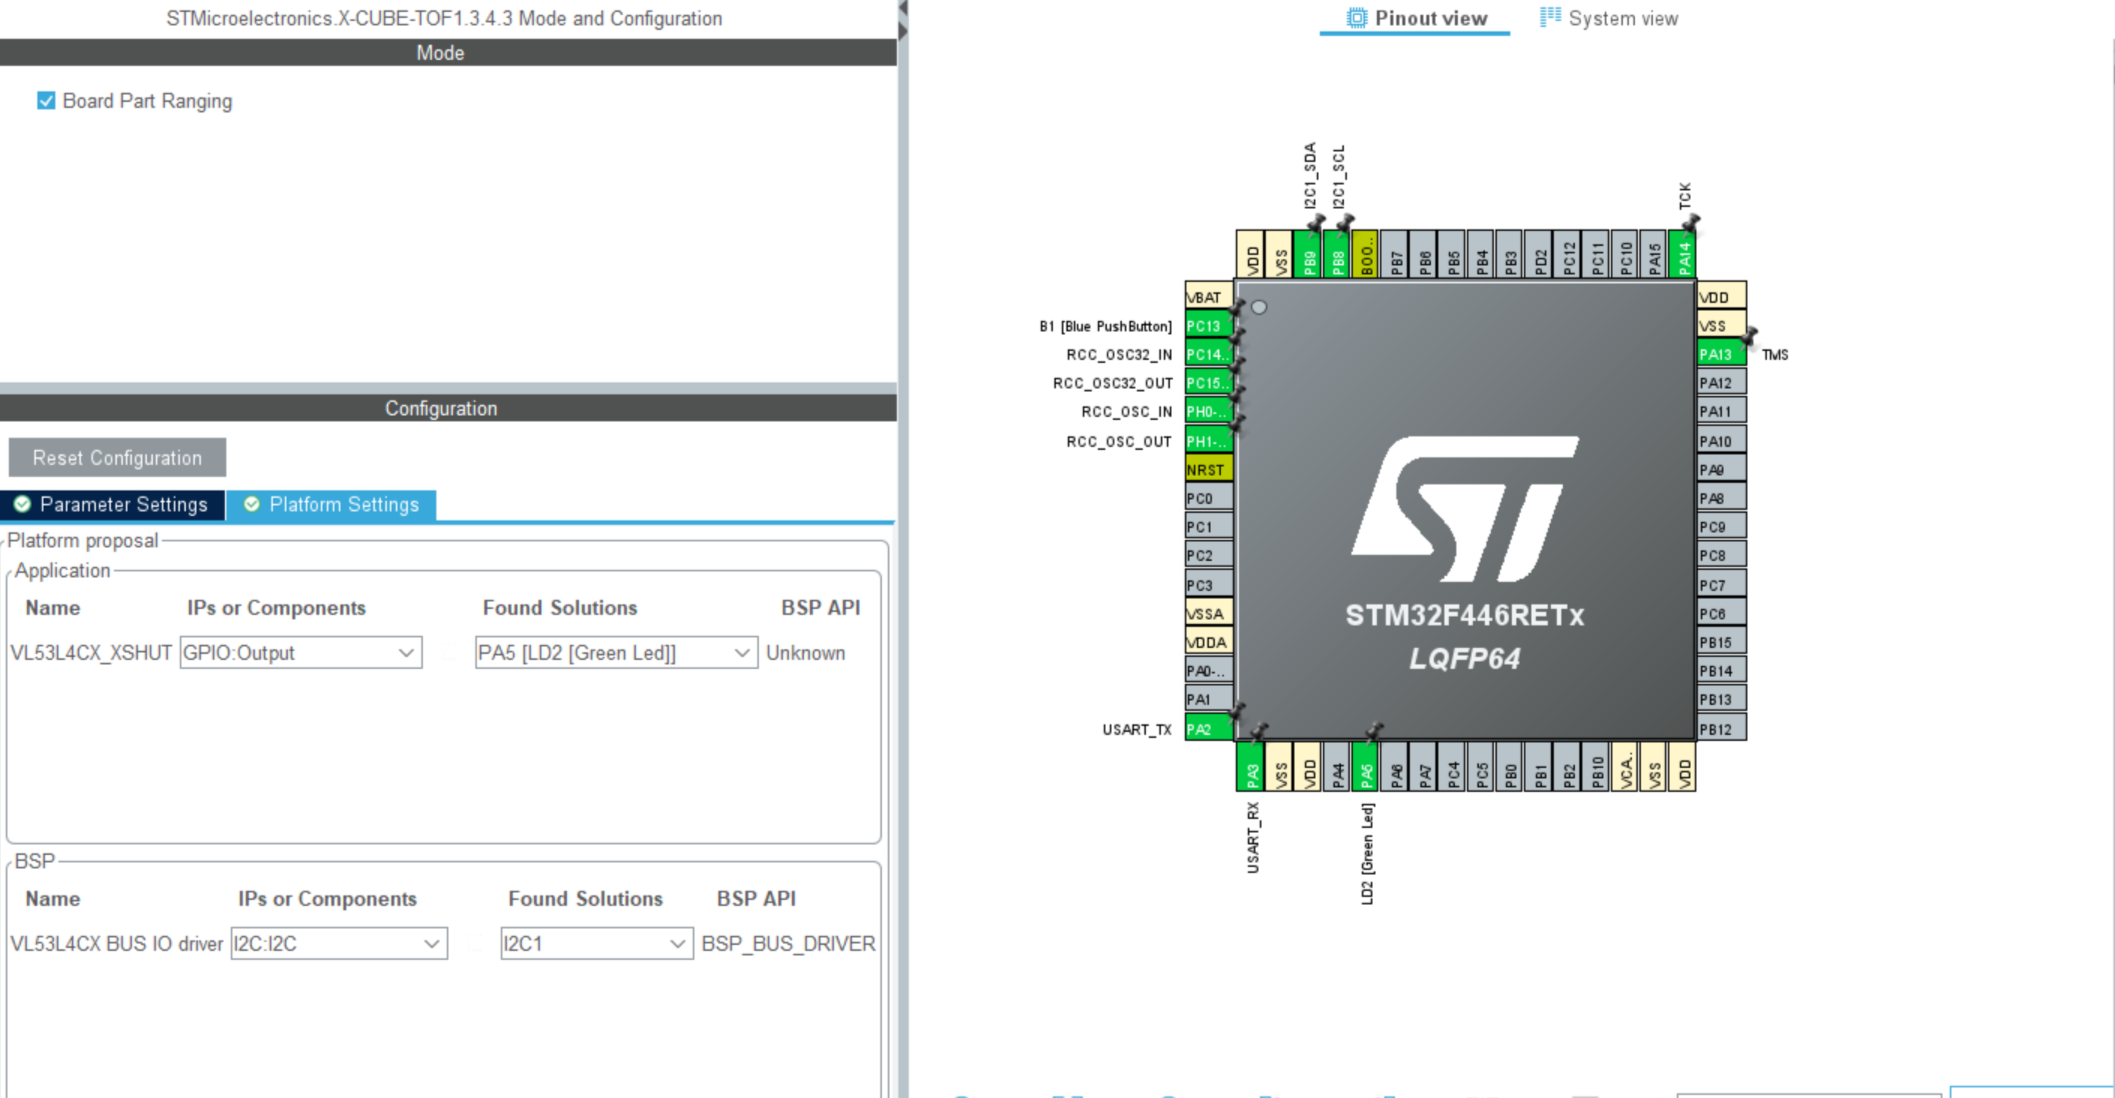 STMicroelectronics.X-CUBE-TOF1.3.4.3 Mode and Configuration
Mode
Board Part Ranging
Configuration
Reset Configuration
Parameter Settings
Platform Settings
Platform proposal
Application
Name IPs or Components Found Solutions BSP API
VL53L4CX_XSHUT GPIO:Output PA5 [LD2 [Green Led]] Unknown
BSP
Name IPs or Components Found Solutions BSP API
VL53L4CX BUS IO driver I2C:I2C I2C1 BSP_BUS_DRIVER
Pinout view
System view
I2C1_SDA
I2C1_SCL
TCK
VDD
VSS
PB9
PB8
BOO..
PB7
PB6
PB5
PB4
PB3
PD2
PC12
PC11
PC10
PA15
PA14
VBAT
B1 [Blue PushButton] PC13
RCC_OSC32_IN PC14..
RCC_OSC32_OUT PC15..
RCC_OSC_IN PH0-..
RCC_OSC_OUT PH1-..
NRST
PC0
PC1
PC2
PC3
VSSA
VDDA
PA0-..
PA1
USART_TX PA2
ST
STM32F446RETx
LQFP64
VDD
VSS
PA13 TMS
PA12
PA11
PA10
PA9
PA8
PC9
PC8
PC7
PC6
PB15
PB14
PB13
PB12
PA3
VSS
VDD
PA4
PA5
PA6
PA7
PC4
PC5
PB0
PB1
PB2
PB10
VCA..
VSS
VDD
USART_RX
LD2 [Green Led]